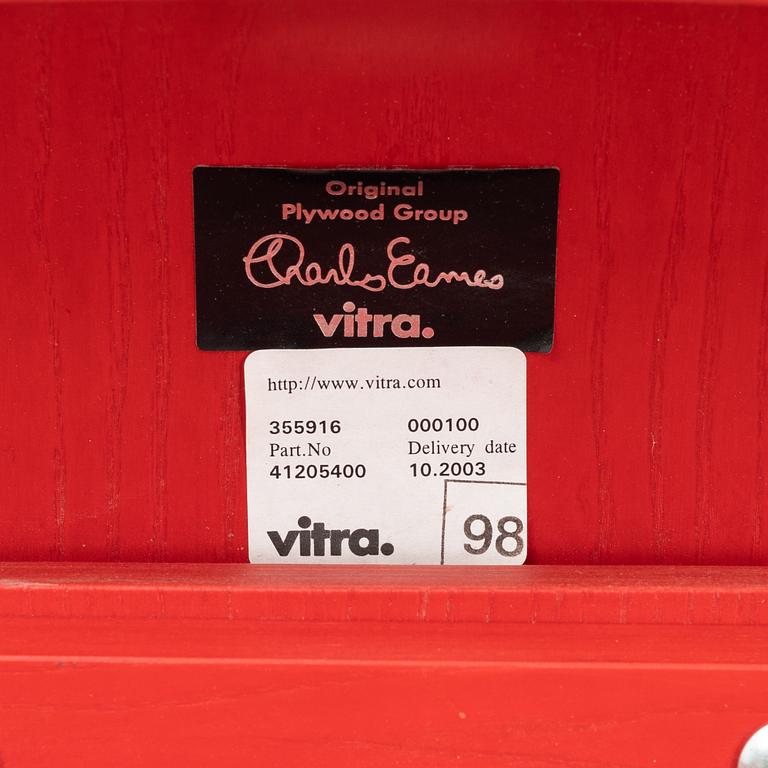 Original
Plywood Group
Charles Eames
vitra.
http://www.vitra.com
355916 000100
Part.No Delivery date
41205400 10.2003
vitra. 98